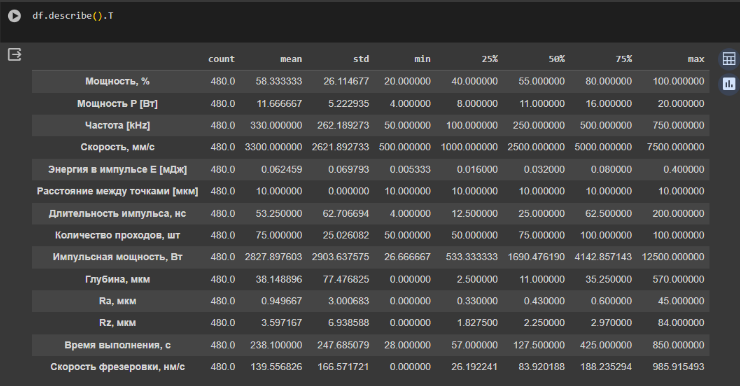 df.describe().T
count mean std min 25% 50% 75% max
Мощность, % 480.0 58.333333 26.114677 20.000000 40.000000 55.000000 80.000000 100.000000
Мощность P [Вт] 480.0 11.666667 5.222935 4.000000 8.000000 11.000000 16.000000 20.000000
Частота [kHz] 480.0 330.000000 262.189273 50.000000 100.000000 250.000000 500.000000 750.000000
Скорость, мм/с 480.0 3300.000000 2621.892733 500.000000 1000.000000 2500.000000 5000.000000 7500.000000
Энергия в импульсе E [мДж] 480.0 0.062459 0.069793 0.005333 0.016000 0.032000 0.080000 0.400000
Расстояние между точками [мкм] 480.0 10.000000 0.000000 10.000000 10.000000 10.000000 10.000000 10.000000
Длительность импульса, нс 480.0 53.250000 62.706694 4.000000 12.500000 25.000000 62.500000 200.000000
Количество проходов, шт 480.0 75.000000 25.026082 50.000000 50.000000 75.000000 100.000000 100.000000
Импульсная мощность, Вт 480.0 2827.897603 2903.637575 26.666667 533.333333 1690.476190 4142.857143 12500.000000
Глубина, мкм 480.0 38.148896 77.476825 0.000000 2.500000 11.000000 35.250000 570.000000
Ra, мкм 480.0 0.949667 3.000683 0.000000 0.330000 0.430000 0.600000 45.000000
Rz, мкм 480.0 3.597167 6.938588 0.000000 1.827500 2.250000 2.970000 84.000000
Время выполнения, с 480.0 238.100000 247.685079 28.000000 57.000000 127.500000 425.000000 850.000000
Скорость фрезеровки, нм/с 480.0 139.556806 166.571721 0.000000 26.192241 83.920188 188.235294 985.915493